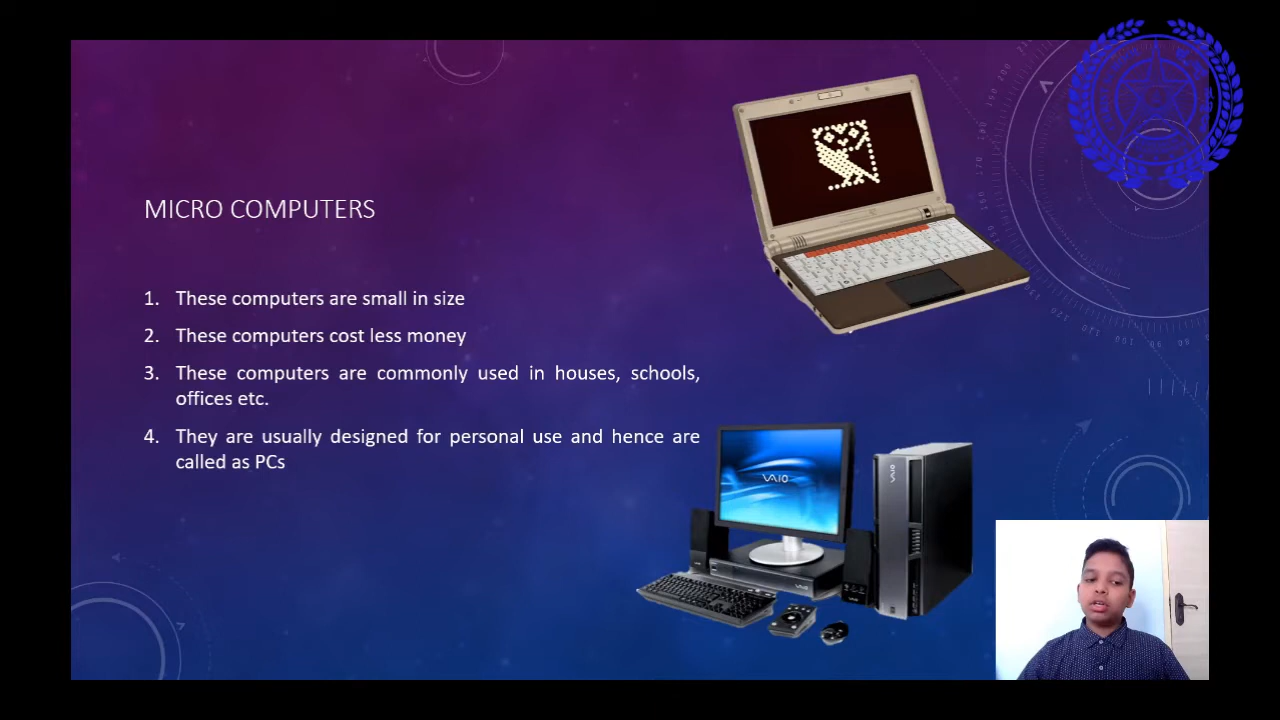 MICRO COMPUTERS
1. These computers are small in size
2. These computers cost less money
3. These computers are commonly used in houses, schools,
offices etc.
4. They are usually designed for personal use and hence are
called as PCs
VAIO